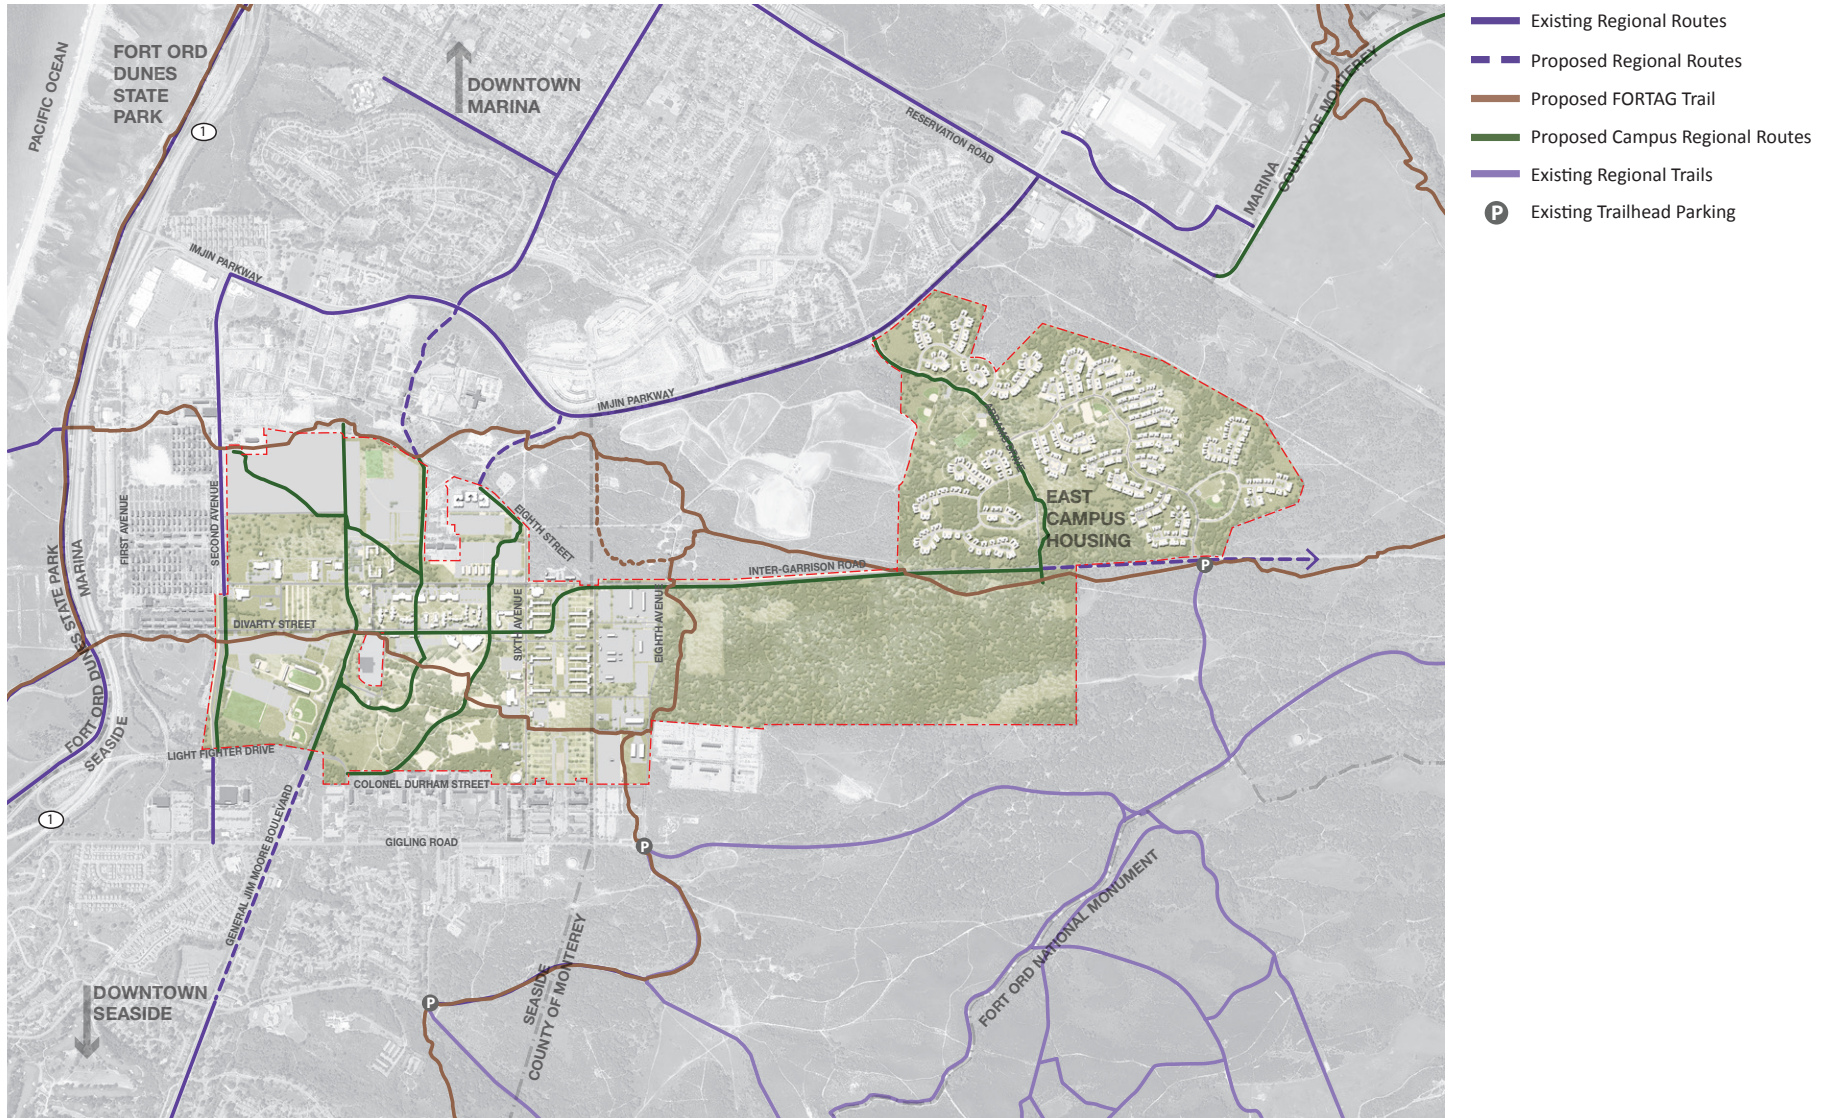 Existing Regional Routes
Proposed Regional Routes
Proposed FORTAG Trail
Proposed Campus Regional Routes
Existing Regional Trails
P
Existing Trailhead Parking
PACIFIC OCEAN
FORT ORD
DUNES
STATE
PARK
1
DOWNTOWN
MARINA
RESERVATION ROAD
MARINA
COUNTY OF MONTEREY
IMJIN PARKWAY
IMJIN PARKWAY
ABRAMS DRIVE
EAST
CAMPUS
HOUSING
FIRST AVENUE
SECOND AVENUE
EIGHTH STREET
INTER-GARRISON ROAD
P
FORT ORD DUNES STATE PARK
MARINA
DIVARTY STREET
SIXTH AVENUE
EIGHTH AVENUE
SEASIDE
LIGHT FIGHTER DRIVE
COLONEL DURHAM STREET
1
GENERAL JIM MOORE BOULEVARD
GIGLING ROAD
P
FORT ORD NATIONAL MONUMENT
DOWNTOWN
SEASIDE
P
SEASIDE
COUNTY OF MONTEREY